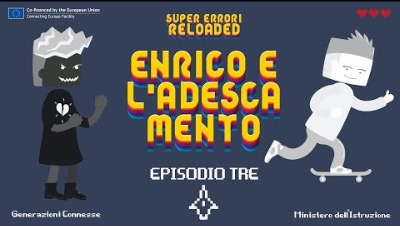 Co-financed by the European Union
Connecting Europe Facility
SUPER ERRORI
RELOADED
ENRICO E
L'ADESCA
MENTO
EPISODIO TRE
Generazioni Connesse
Ministero dell'Istruzione